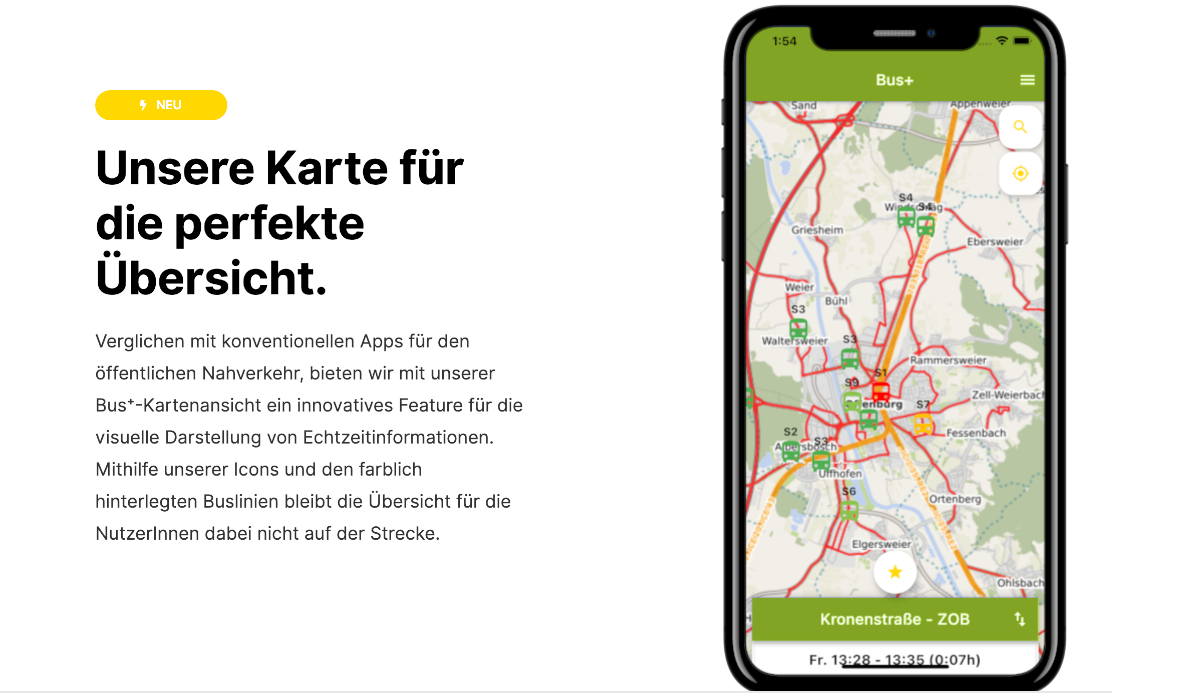 NEU
Unsere Karte für
die perfekte
Übersicht.
Verglichen mit konventionellen Apps für den
öffentlichen Nahverkehr, bieten wir mit unserer
Bus⁺-Kartenansicht ein innovatives Feature für die
visuelle Darstellung von Echtzeitinformationen.
Mithilfe unserer Icons und den farblich
hinterlegten Buslinien bleibt die Übersicht für die
NutzerInnen dabei nicht auf der Strecke.
1:54
Bus+
Sand
Appenweier
S4
S4
Griesheim
Ebersweier
Weier
Bühl
S3
Waltersweier
S3
Rammersweier
S1
S9
Zell-Weierbach
S7
Fessenbach
S2
S3
Uffhofen
S6
Ortenberg
Elgersweier
Ohlsbach
Kronenstraße - ZOB
Fr. 13:28 - 13:35 (0:07h)